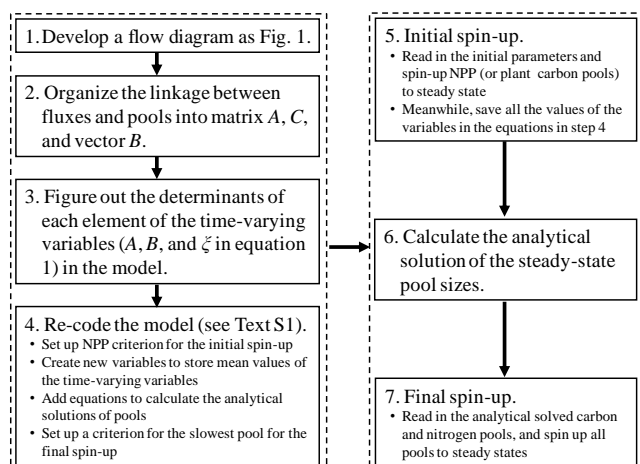 1. Develop a flow diagram as Fig. 1.
2. Organize the linkage between
fluxes and pools into matrix A, C,
and vector B.
3. Figure out the determinants of
each element of the time-varying
variables (A, B, and ξ in equation
1) in the model.
4. Re-code the model (see Text S1).
• Set up NPP criterion for the initial spin-up
• Create new variables to store mean values of
the time-varying variables
• Add equations to calculate the analytical
solutions of pools
• Set up a criterion for the slowest pool for the
final spin-up
5. Initial spin-up.
• Read in the initial parameters and
spin-up NPP (or plant carbon pools)
to steady state
• Meanwhile, save all the values of the
variables in the equations in step 4
6. Calculate the analytical
solution of the steady-state
pool sizes.
7. Final spin-up.
• Read in the analytical solved carbon
and nitrogen pools, and spin up all
pools to steady states